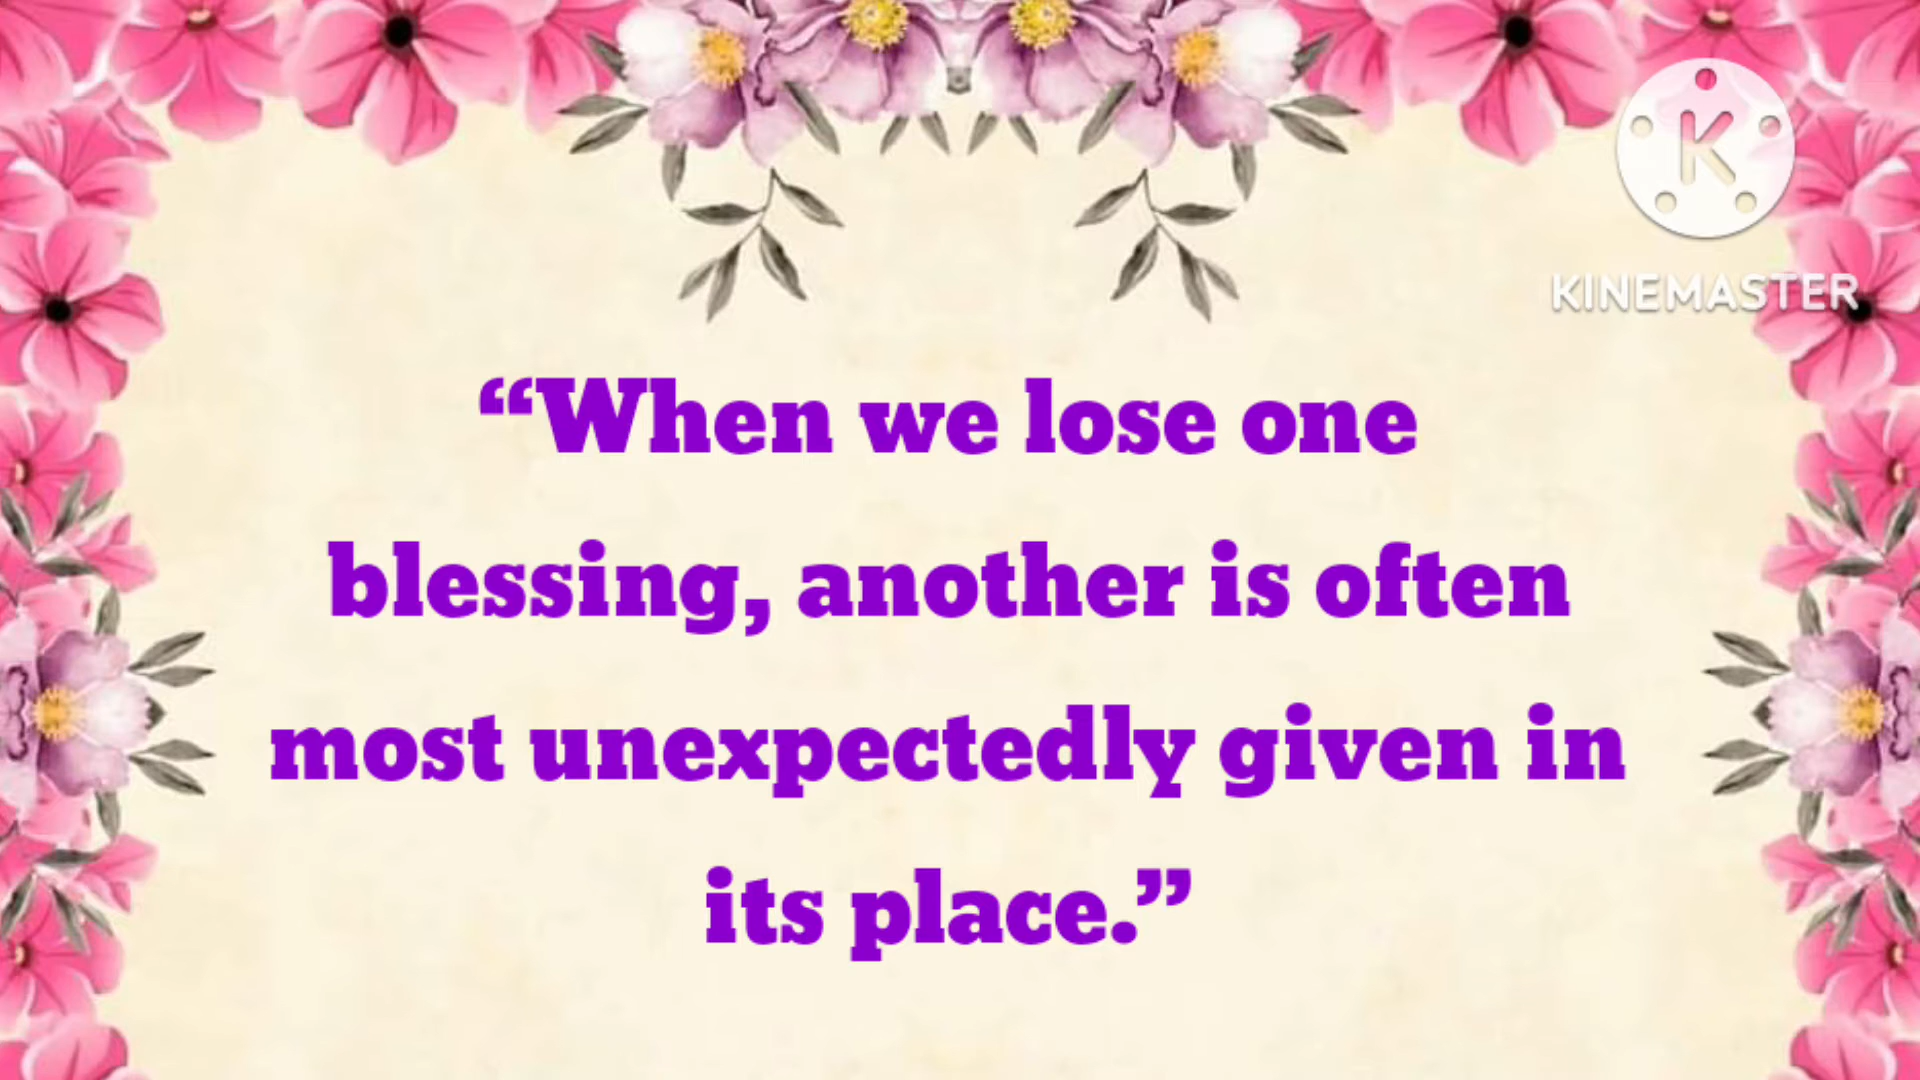 K
KINEMASTER
“When we lose one
blessing, another is often
most unexpectedly given in
its place.”